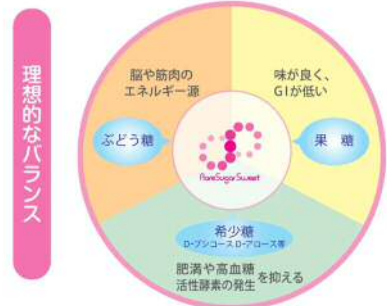 理想的なバランス
脳や筋肉の
エネルギー源
味が良く、
GIが低い
ぶどう糖
果 糖
RareSugarSweet
希少糖
D-プシコース D-アロース等
肥満や高血糖
活性酸素の発生 を抑える